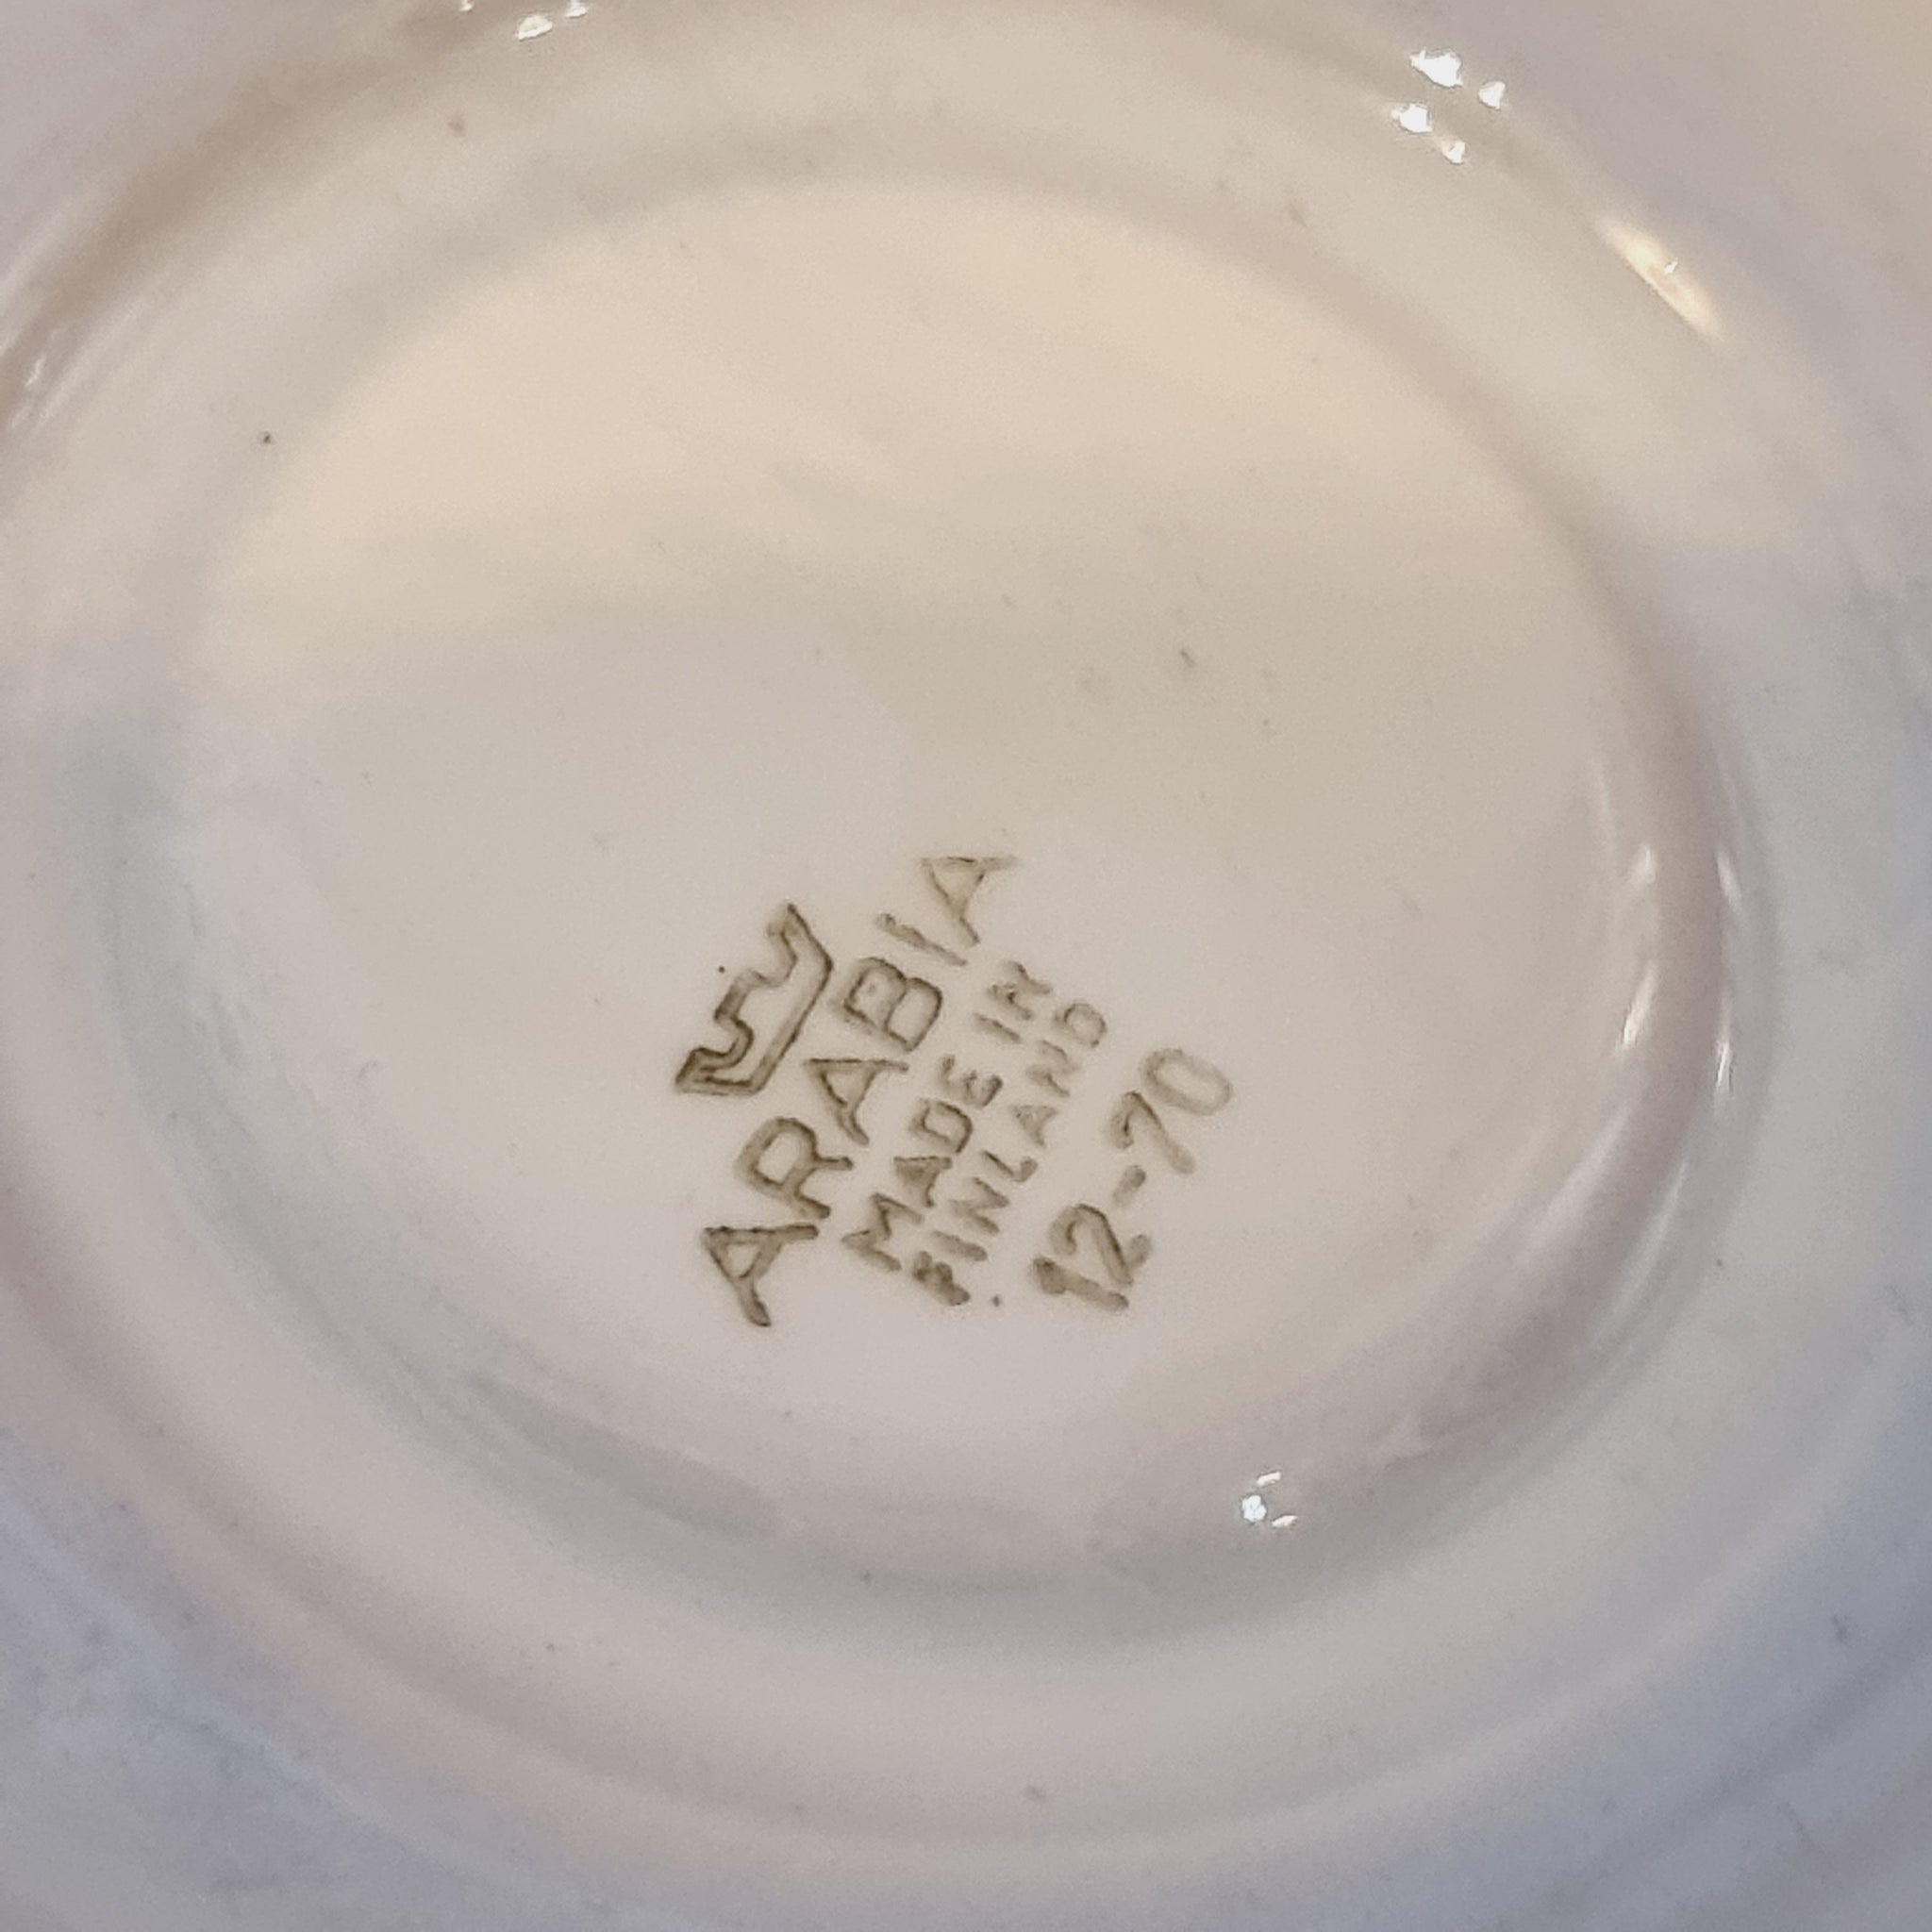 ARABIA
MADE IN
FINLAND
12-70